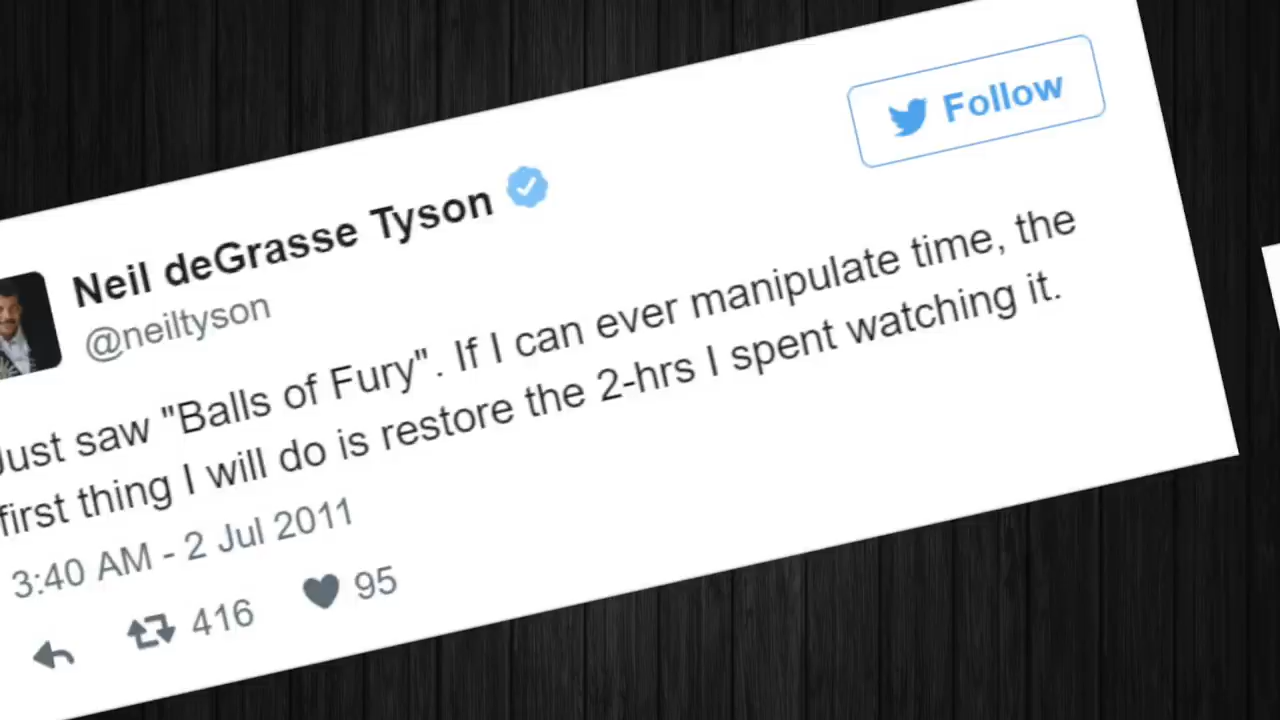 Follow
Neil deGrasse Tyson
@neiltyson
Just saw "Balls of Fury". If I can ever manipulate time, the
first thing I will do is restore the 2-hrs I spent watching it.
3:40 AM - 2 Jul 2011
416 95